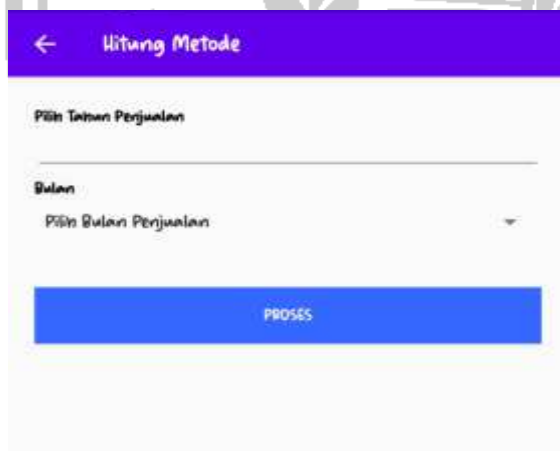 Hitung Metode
Pilih Tahun Penjualan
Bulan
Pilih Bulan Penjualan
PROSES